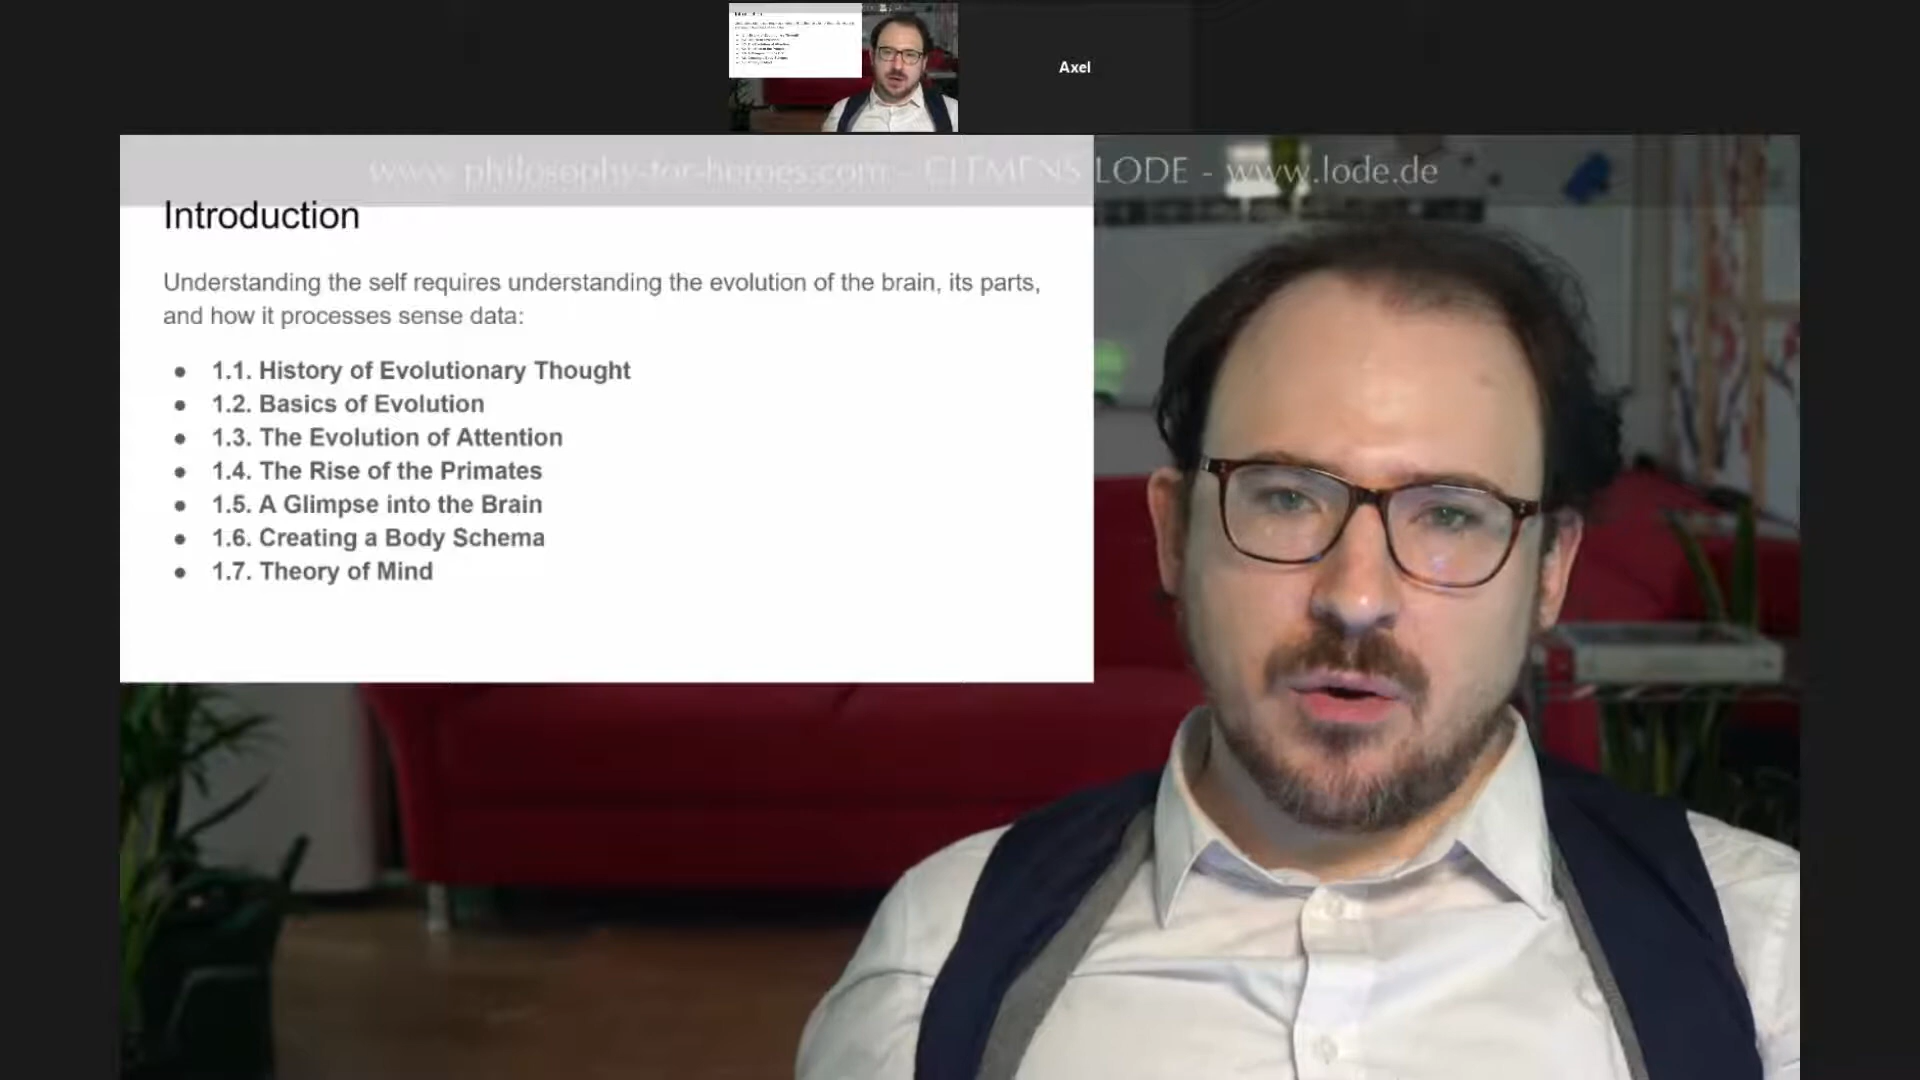 Axel
www.philosophy-for-heroes.com - CLEMENS LODE - www.lode.de
Introduction
Understanding the self requires understanding the evolution of the brain, its parts,
and how it processes sense data:
● 1.1. History of Evolutionary Thought
● 1.2. Basics of Evolution
● 1.3. The Evolution of Attention
● 1.4. The Rise of the Primates
● 1.5. A Glimpse into the Brain
● 1.6. Creating a Body Schema
● 1.7. Theory of Mind